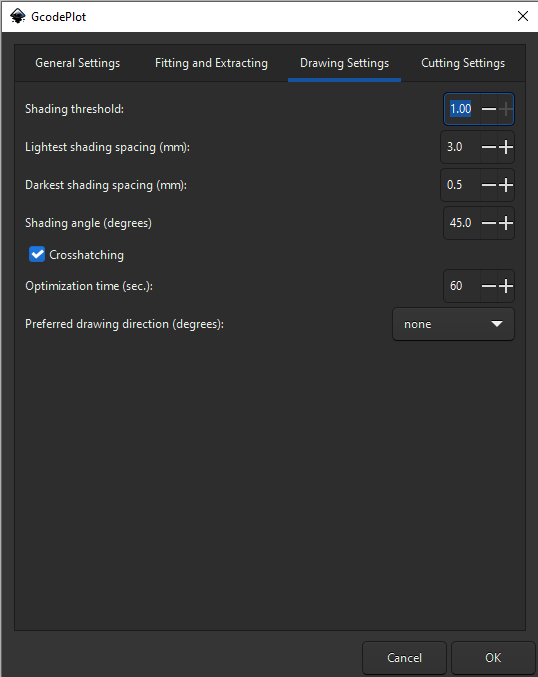 GcodePlot
General Settings Fitting and Extracting Drawing Settings Cutting Settings
Shading threshold: 1.00
Lightest shading spacing (mm): 3.0
Darkest shading spacing (mm): 0.5
Shading angle (degrees) 45.0
Crosshatching
Optimization time (sec.): 60
Preferred drawing direction (degrees): none
Cancel OK